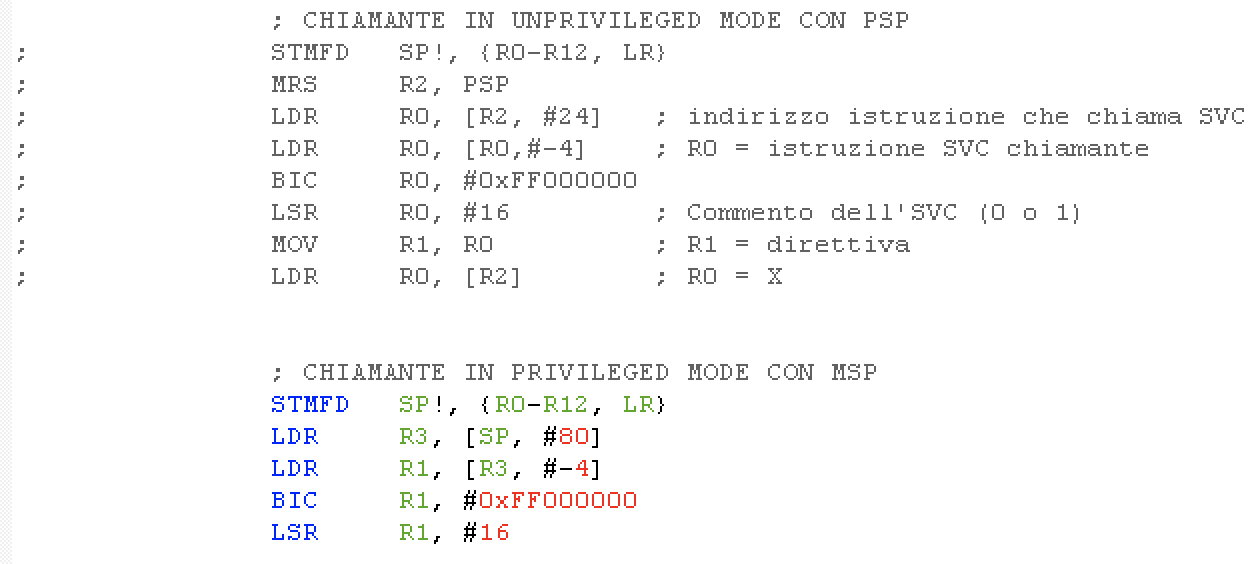 ; CHIAMANTE IN UNPRIVILEGED MODE CON PSP
; STMFD SP!, {R0-R12, LR}
; MRS R2, PSP
; LDR R0, [R2, #24] ; indirizzo istruzione che chiama SVC
; LDR R0, [R0,#-4] ; R0 = istruzione SVC chiamante
; BIC R0, #0xFF000000
; LSR R0, #16 ; Commento dell'SVC (0 o 1)
; MOV R1, R0 ; R1 = direttiva
; LDR R0, [R2] ; R0 = X
; CHIAMANTE IN PRIVILEGED MODE CON MSP
STMFD SP!, {R0-R12, LR}
LDR R3, [SP, #80]
LDR R1, [R3, #-4]
BIC R1, #0xFF000000
LSR R1, #16